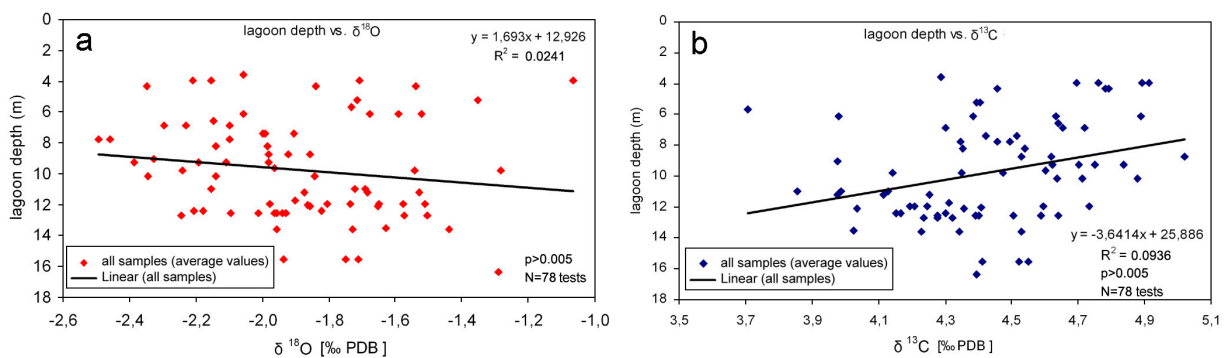 a
lagoon depth vs. δ¹⁸O
y = 1,693x + 12,926
R² = 0.0241
0
2
4
6
8
10
12
14
16
18
lagoon depth (m)
all samples (average values)
Linear (all samples)
p>0.005
N=78 tests
-2,6
-2,4
-2,2
-2,0
-1,8
-1,6
-1,4
-1,2
-1,0
δ ¹⁸O [‰ PDB]
b
lagoon depth vs. δ¹³C
0
2
4
6
8
10
12
14
16
18
lagoon depth (m)
y = -3,6414x + 25,886
R² = 0.0936
p>0.005
N=78 tests
all samples (average values)
Linear (all samples)
3,5
3,7
3,9
4,1
4,3
4,5
4,7
4,9
5,1
δ ¹³C [‰ PDB]